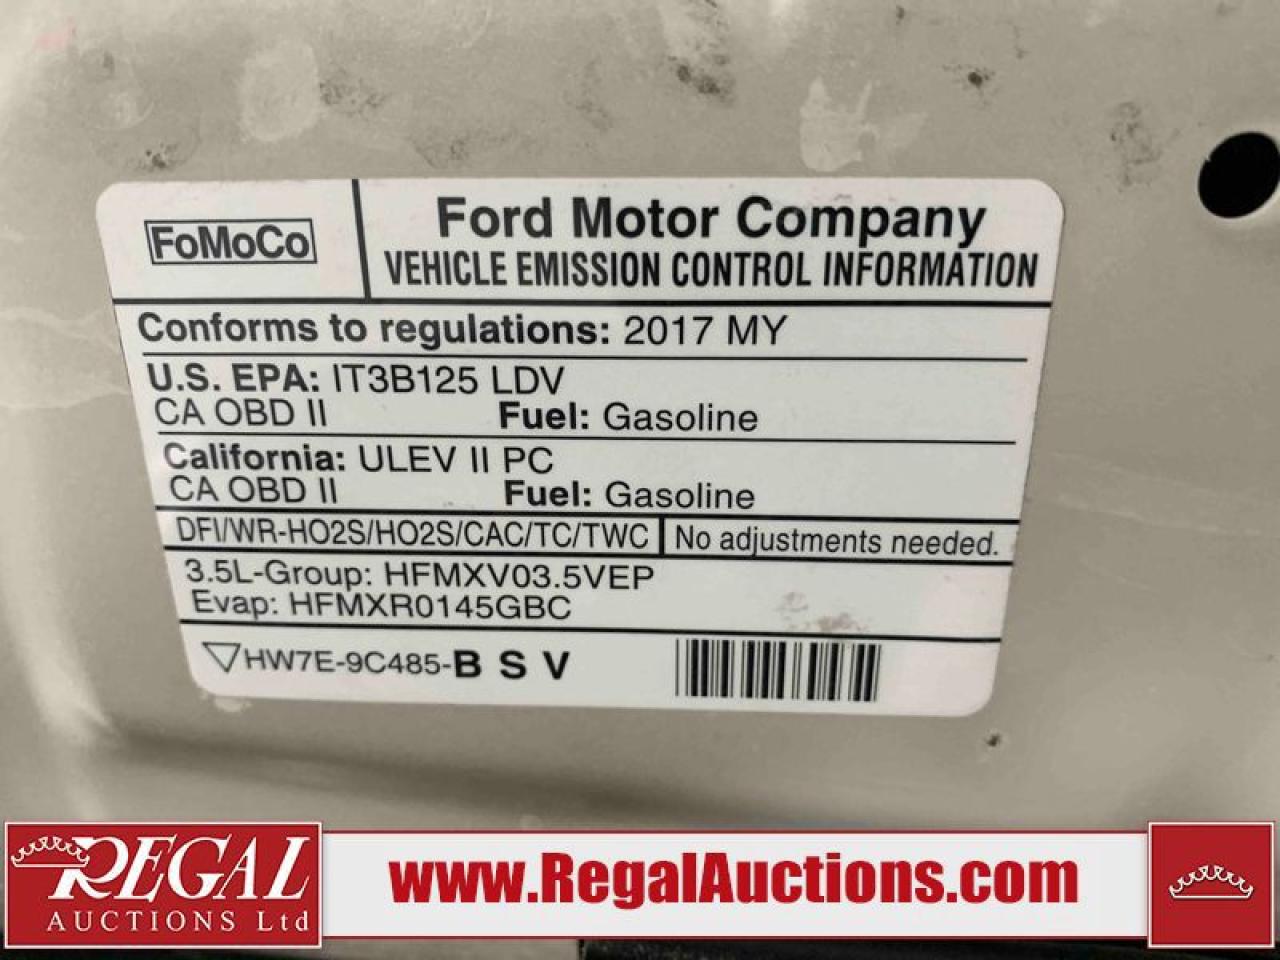 FoMoCo
Ford Motor Company
VEHICLE EMISSION CONTROL INFORMATION
Conforms to regulations: 2017 MY
U.S. EPA: IT3B125 LDV
CA OBD II Fuel: Gasoline
California: ULEV II PC
CA OBD II Fuel: Gasoline
DFI/WR-HO2S/HO2S/CAC/TC/TWC No adjustments needed.
3.5L-Group: HFMXV03.5VEP
Evap: HFMXR0145GBC
HW7E-9C485-B S V
REGAL
AUCTIONS Ltd
www.RegalAuctions.com